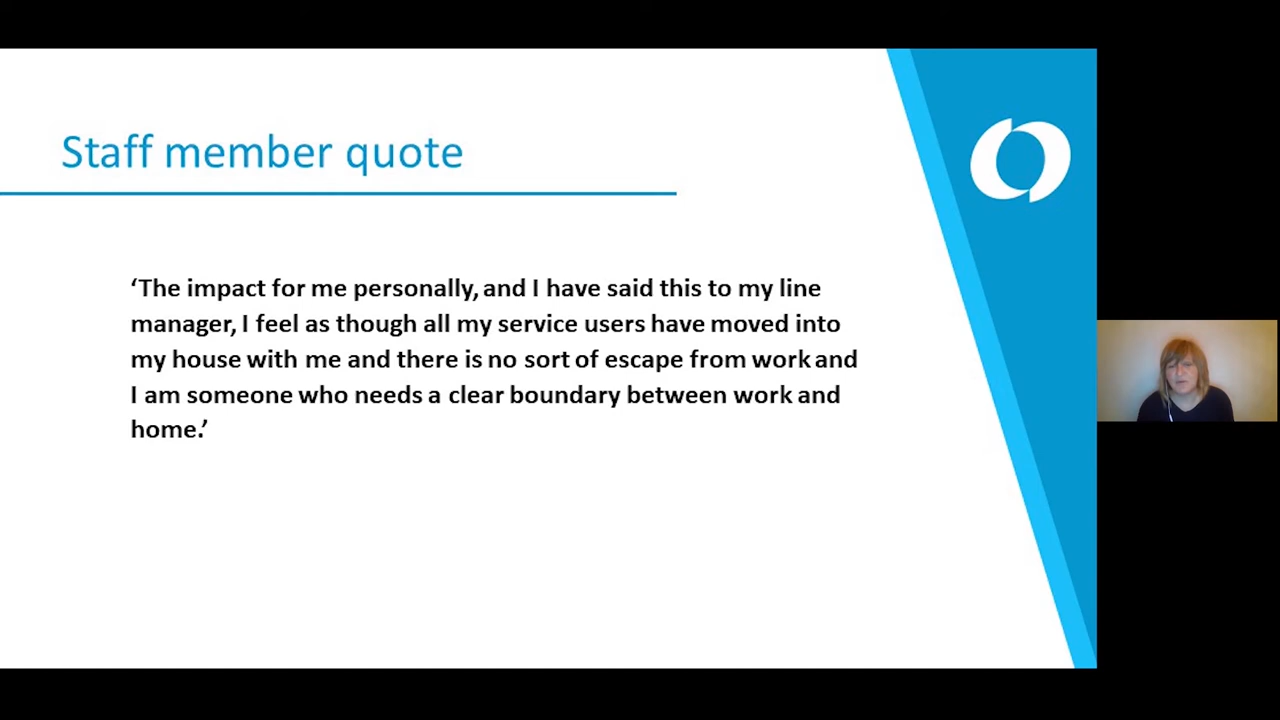 Staff member quote
‘The impact for me personally, and I have said this to my line
manager, I feel as though all my service users have moved into
my house with me and there is no sort of escape from work and
I am someone who needs a clear boundary between work and
home.’